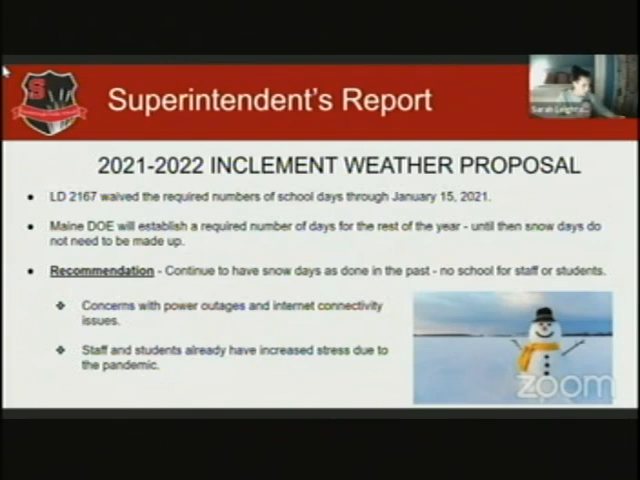 Superintendent's Report
S
2021-2022 INCLEMENT WEATHER PROPOSAL
LD 2167 waived the required numbers of school days through January 15, 2021.
Maine DOE will establish a required number of days for the rest of the year - until then snow days do
not need to be made up.
Recommendation - Continue to have snow days as done in the past - no school for staff or students.
Concerns with power outages and internet connectivity
issues.
Staff and students already have increased stress due to
the pandemic.
zoom